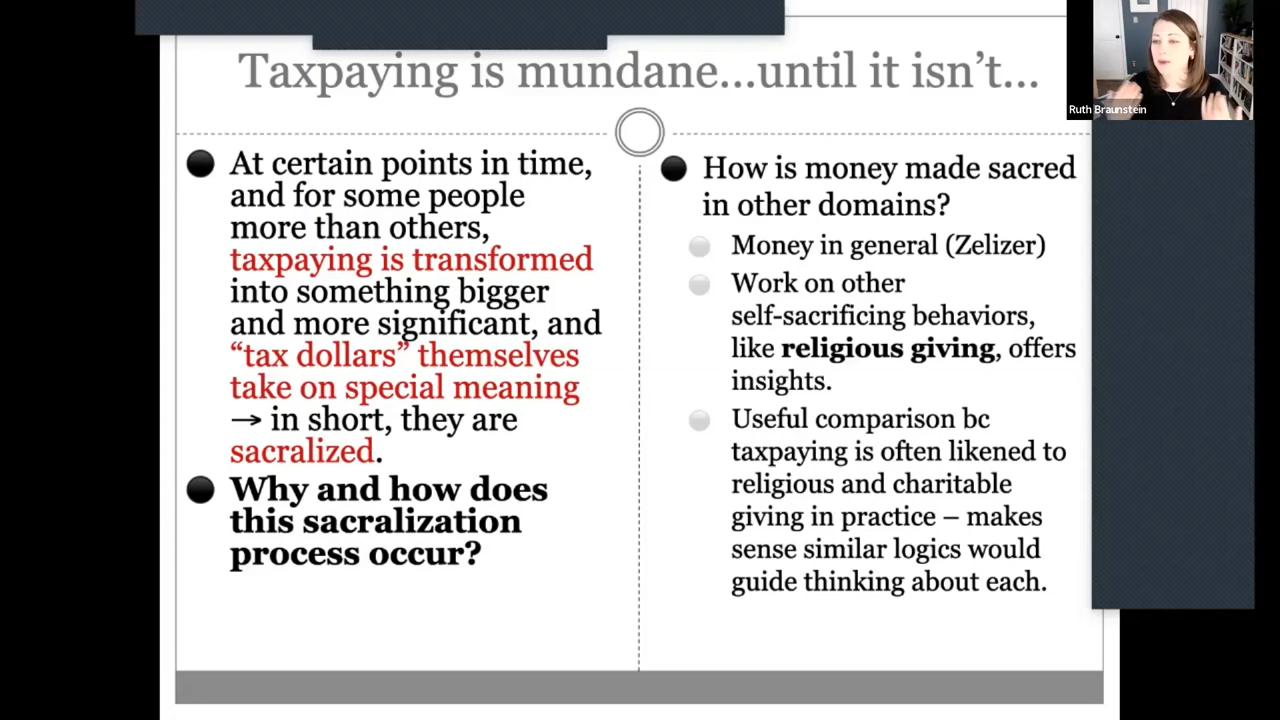 Taxpaying is mundane...until it isn't...
Ruth Braunstein
At certain points in time,
and for some people
more than others,
taxpaying is transformed
into something bigger
and more significant, and
“tax dollars” themselves
take on special meaning
→ in short, they are
sacralized.
Why and how does
this sacralization
process occur?
How is money made sacred
in other domains?
Money in general (Zelizer)
Work on other
self-sacrificing behaviors,
like religious giving, offers
insights.
Useful comparison bc
taxpaying is often likened to
religious and charitable
giving in practice – makes
sense similar logics would
guide thinking about each.